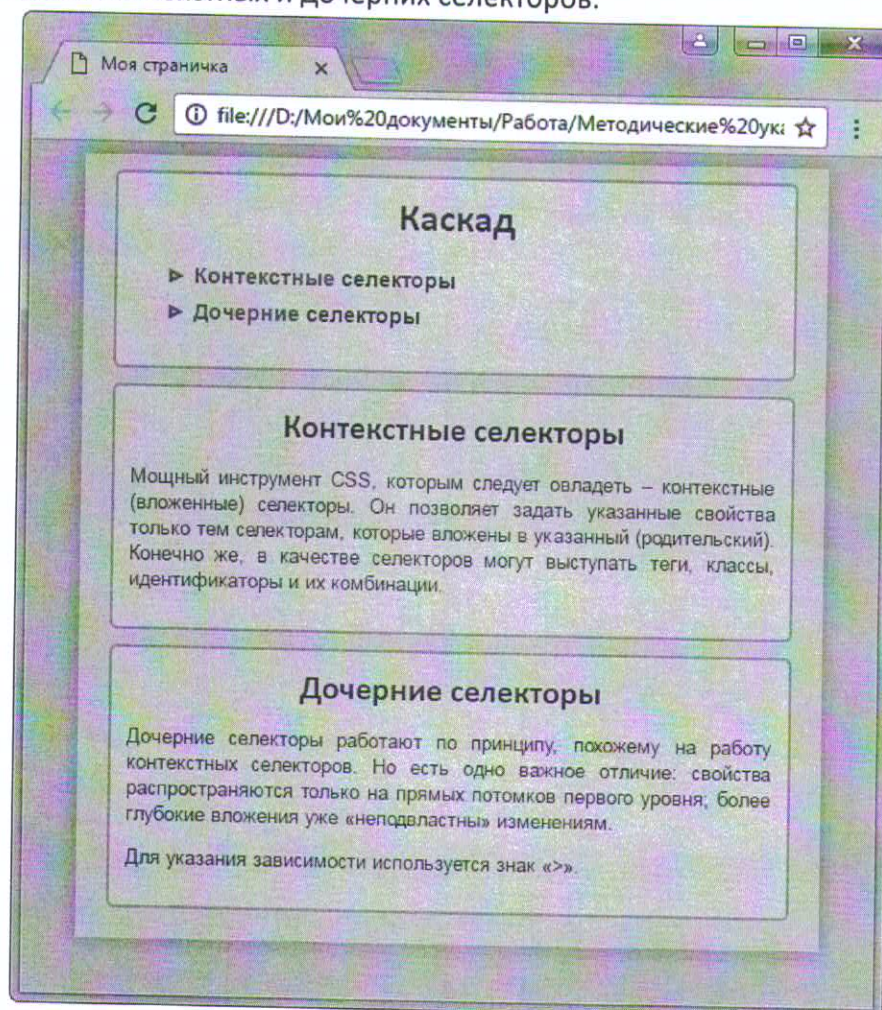 и дочерних селекторов.
Моя страничка
file:///D:/Мои%20документы/Работа/Методические%20ука
Каскад
Контекстные селекторы
Дочерние селекторы
Контекстные селекторы
Мощный инструмент CSS, которым следует овладеть – контекстные
(вложенные) селекторы. Он позволяет задать указанные свойства
только тем селекторам, которые вложены в указанный (родительский).
Конечно же, в качестве селекторов могут выступать теги, классы,
идентификаторы и их комбинации.
Дочерние селекторы
Дочерние селекторы работают по принципу, похожему на работу
контекстных селекторов. Но есть одно важное отличие: свойства
распространяются только на прямых потомков первого уровня; более
глубокие вложения уже «неподвластны» изменениям.
Для указания зависимости используется знак «>».